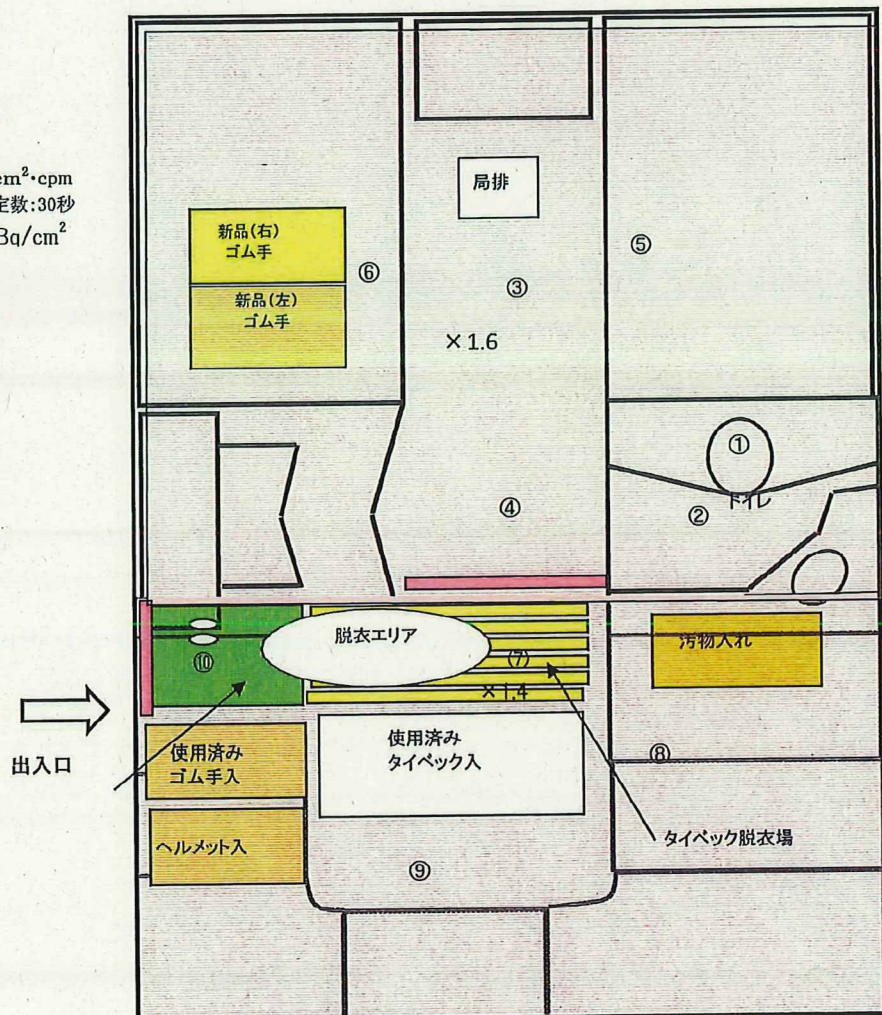 cm²・cpm
定数:30秒
Bq/cm²
局排
新品(右)
ゴム手
⑥
新品(左)
ゴム手
⑤
③
×1.6
①
トイレ
②
④
脱衣エリア
⑩
(7)
×1.4
汚物入れ
出入口
使用済み
ゴム手入
使用済み
タイベック入
⑧
ヘルメット入
タイベック脱衣場
⑨